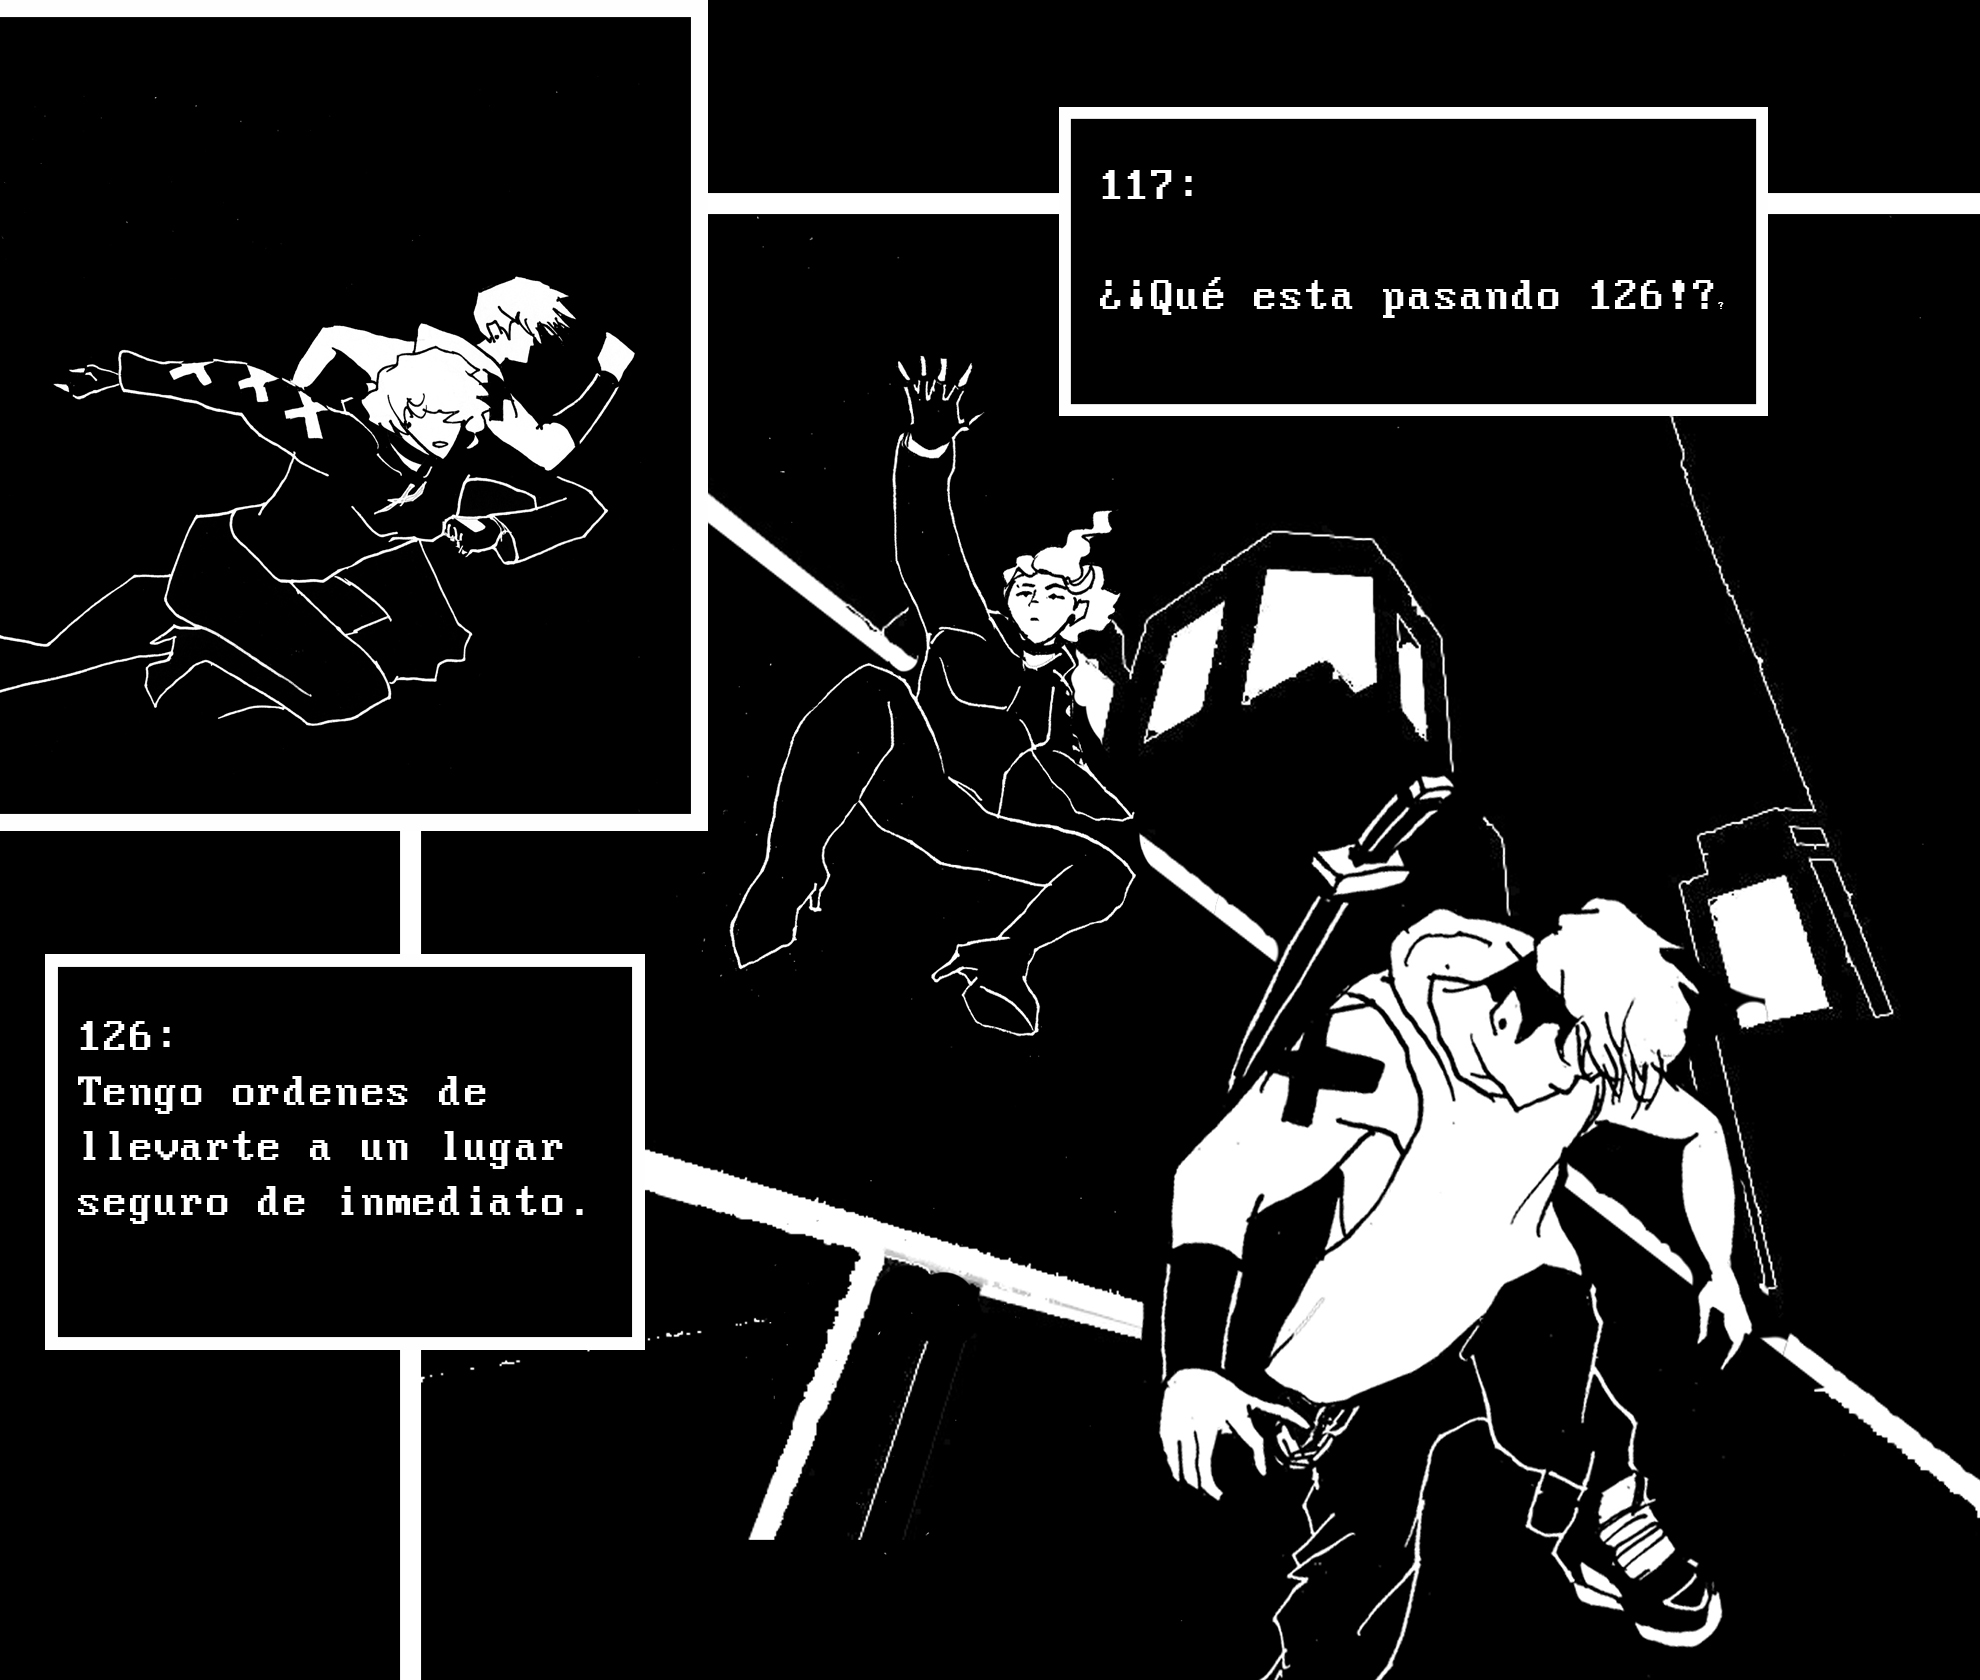 117:
¿¡Qué esta pasando 126!?
126:
Tengo ordenes de
llevarte a un lugar
seguro de inmediato.